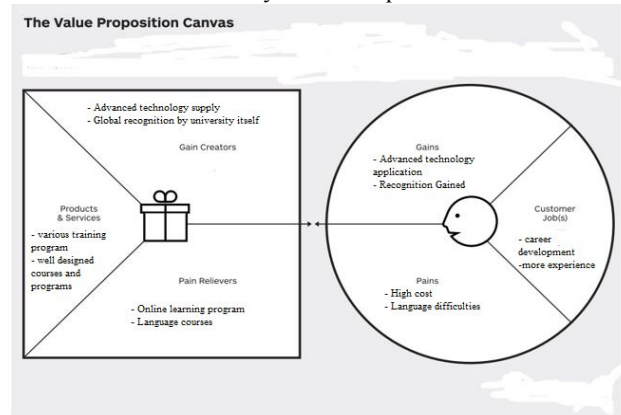 The Value Proposition Canvas
- Advanced technology supply
- Global recognition by university itself
Gain Creators
Products
& Services
- various training
program
- well designed
courses and
programs
Pain Relievers
- Online learning program
- Language courses
Gains
- Advanced technology
application
- Recognition Gained
Customer
Job(s)
- career
development
-more experience
Pains
- High cost
- Language difficulties